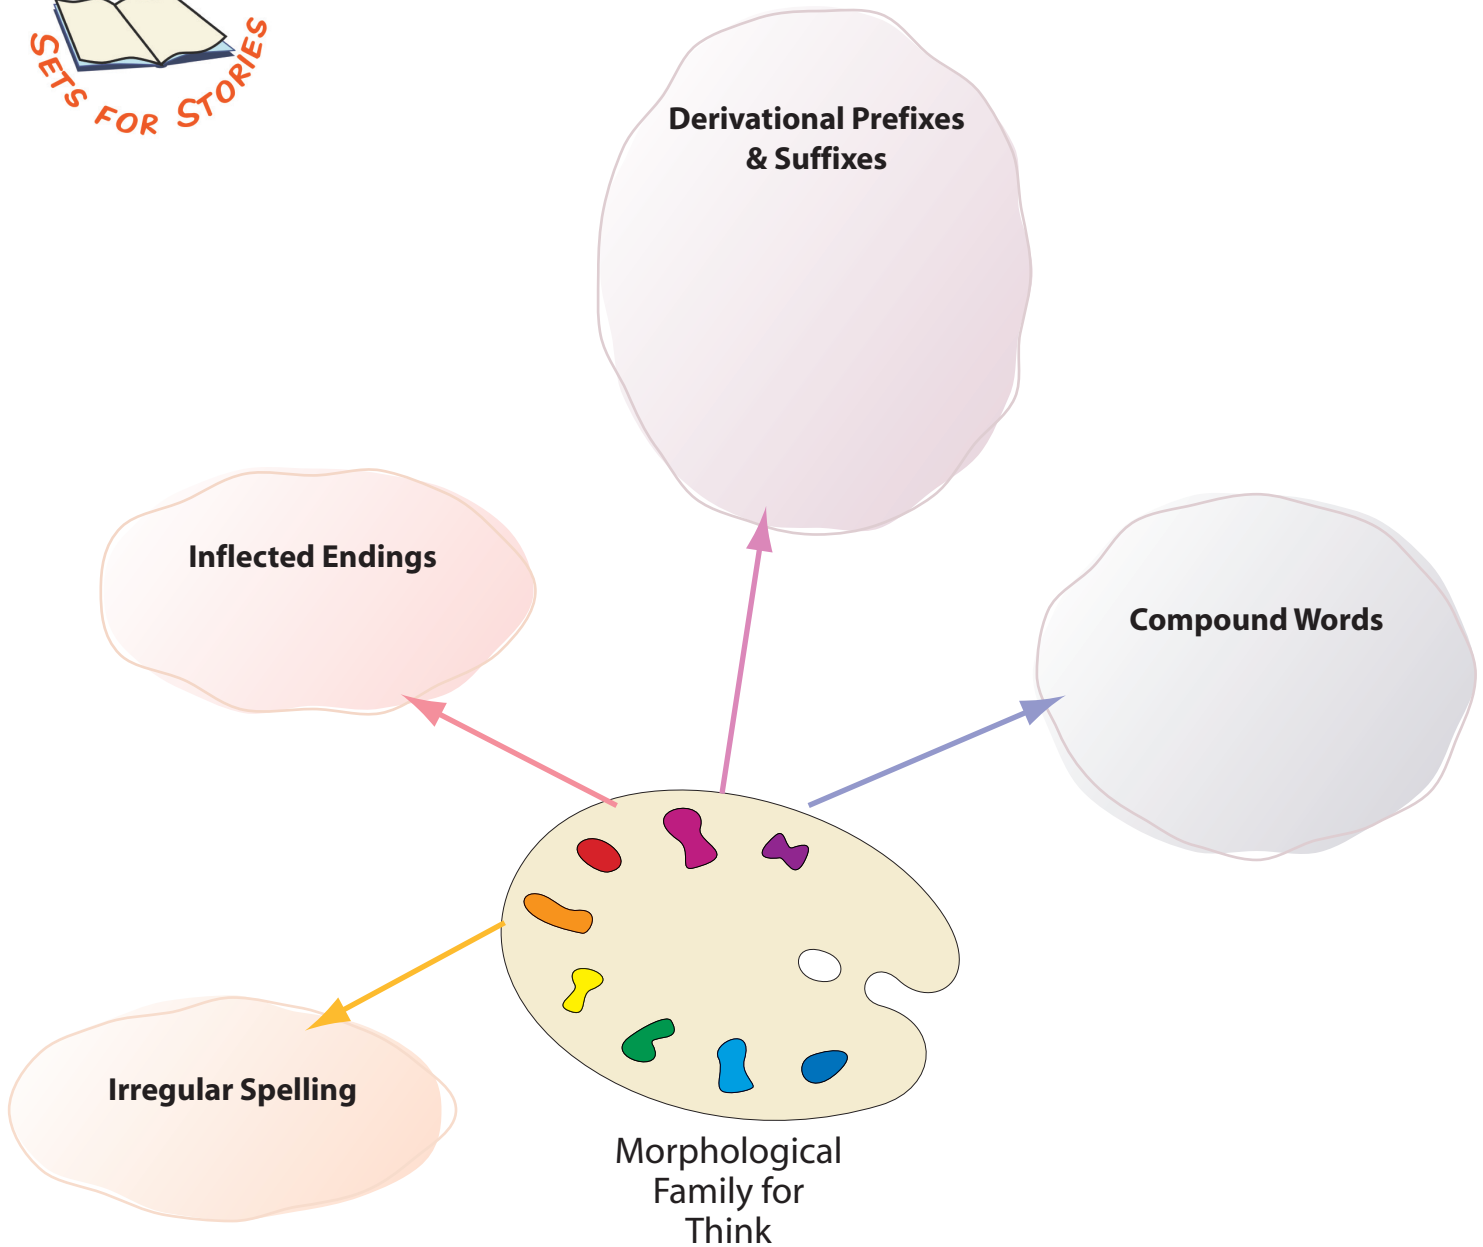 SETS FOR STORIES
Derivational Prefixes
& Suffixes
Inflected Endings
Compound Words
Irregular Spelling
Morphological
Family for
Think